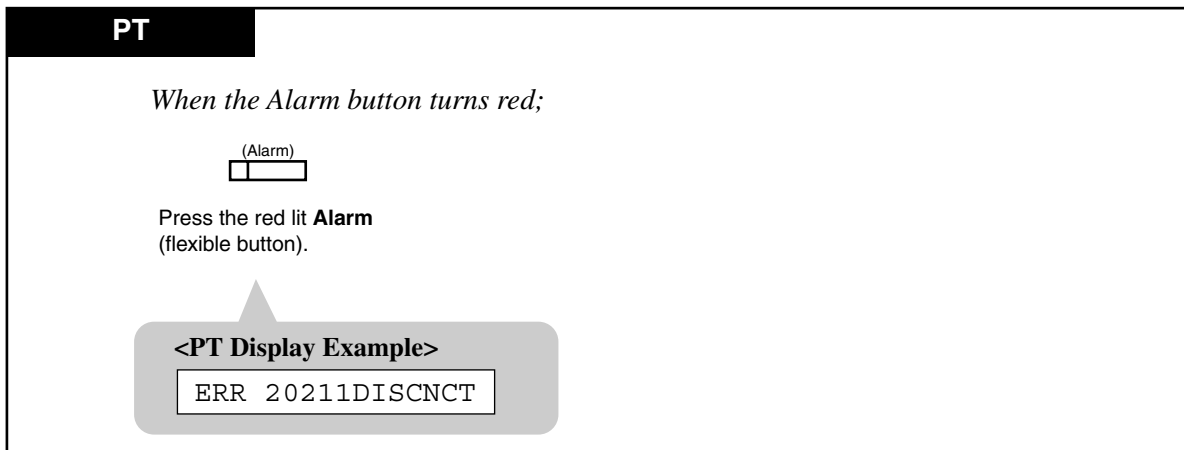 PT
When the Alarm button turns red;
(Alarm)
Press the red lit Alarm
(flexible button).
<PT Display Example>
ERR 20211DISCNCT